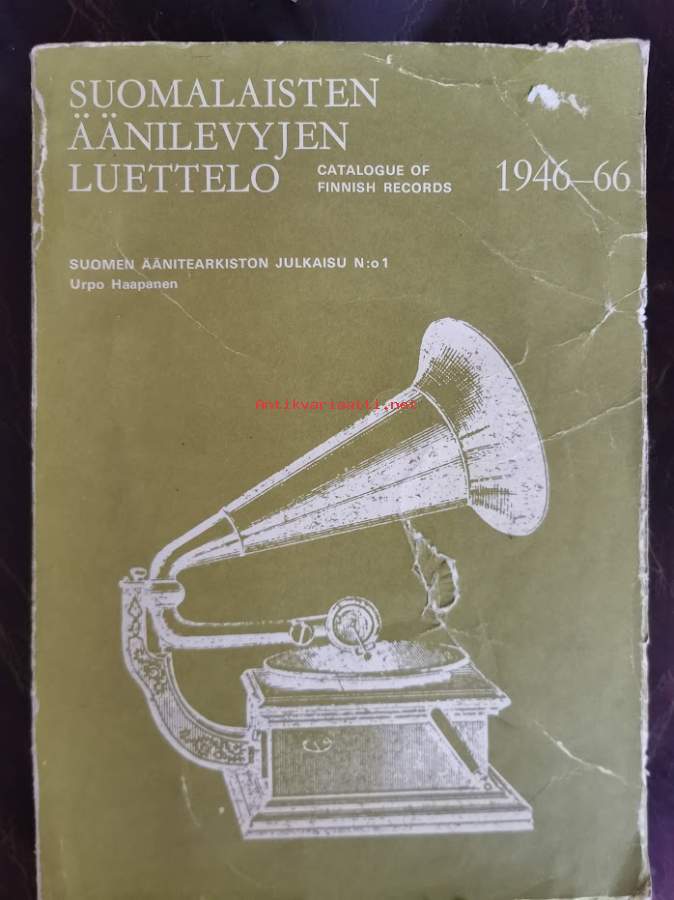 SUOMALAISTEN
ÄÄNILEVYJEN
LUETTELO
CATALOGUE OF
FINNISH RECORDS
1946–66
SUOMEN ÄÄNITEARKISTON JULKAISU N:o 1
Urpo Haapanen
Antikvariaatti.net